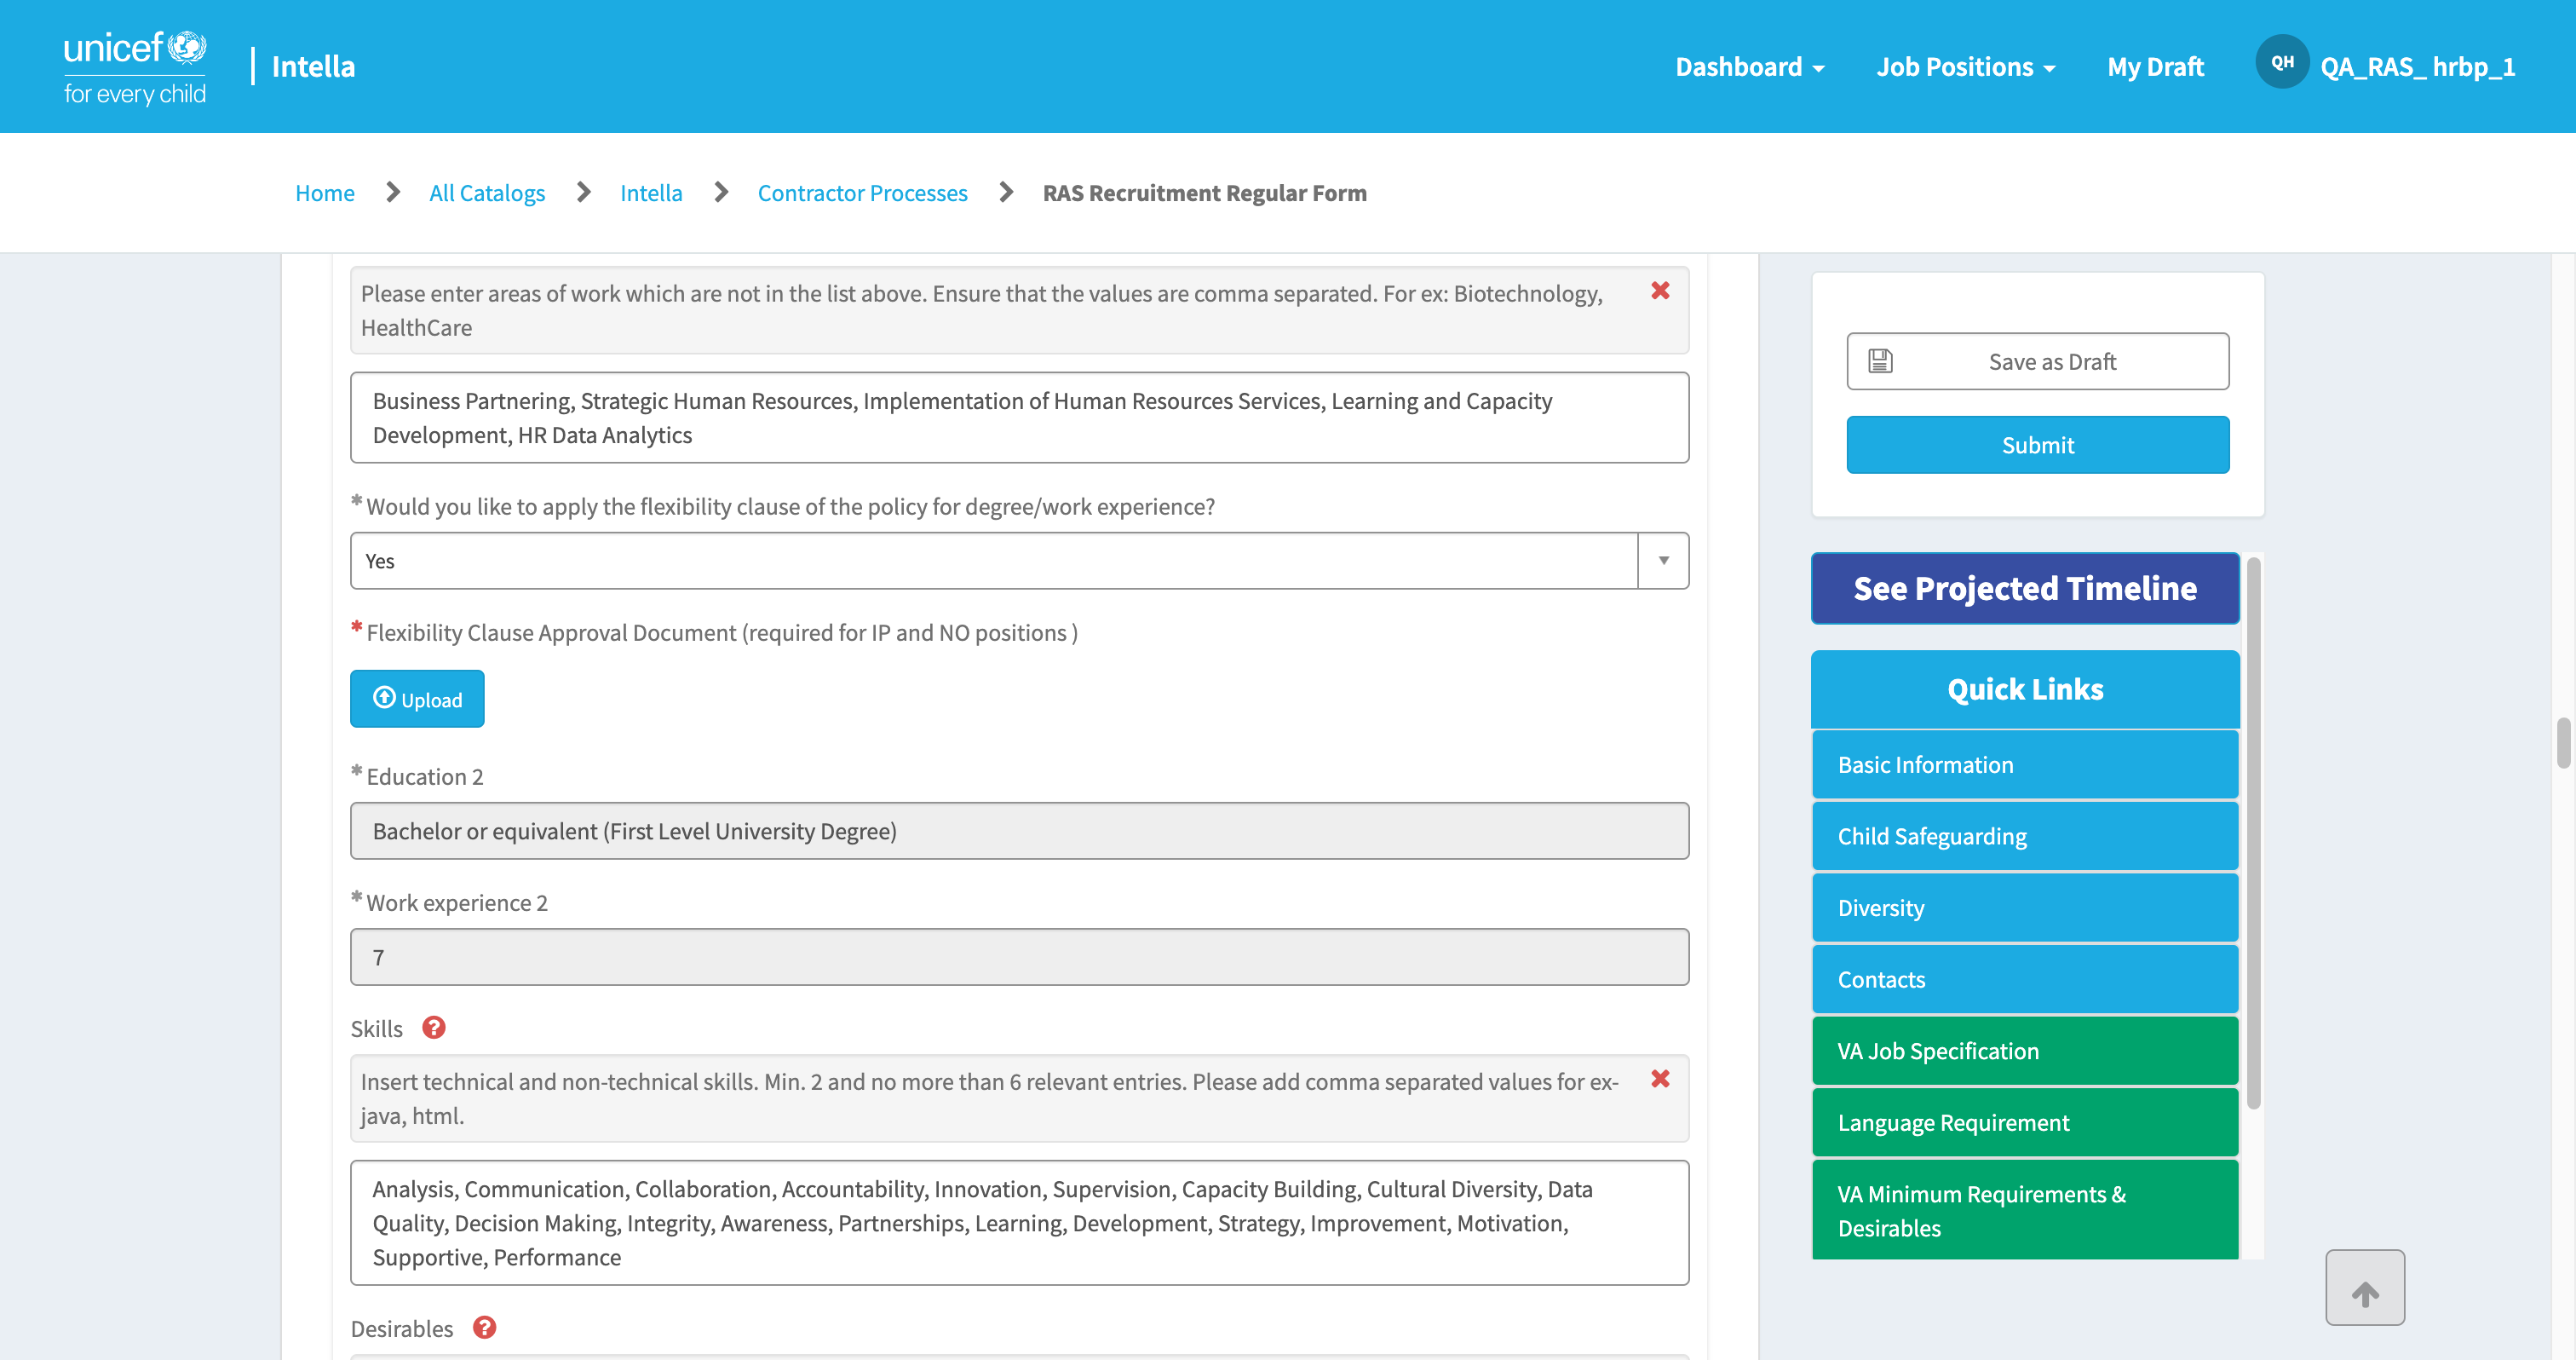 unicef
for every child
Intella
Dashboard
Job Positions
My Draft
QH
QA_RAS_ hrbp_1
Home
All Catalogs
Intella
Contractor Processes
RAS Recruitment Regular Form
Please enter areas of work which are not in the list above. Ensure that the values are comma separated. For ex: Biotechnology,
HealthCare
Business Partnering, Strategic Human Resources, Implementation of Human Resources Services, Learning and Capacity
Development, HR Data Analytics
* Would you like to apply the flexibility clause of the policy for degree/work experience?
Yes
* Flexibility Clause Approval Document (required for IP and NO positions )
Upload
* Education 2
Bachelor or equivalent (First Level University Degree)
* Work experience 2
7
Skills ?
Insert technical and non-technical skills. Min. 2 and no more than 6 relevant entries. Please add comma separated values for ex-
java, html.
Analysis, Communication, Collaboration, Accountability, Innovation, Supervision, Capacity Building, Cultural Diversity, Data
Quality, Decision Making, Integrity, Awareness, Partnerships, Learning, Development, Strategy, Improvement, Motivation,
Supportive, Performance
Desirables ?
Save as Draft
Submit
See Projected Timeline
Quick Links
Basic Information
Child Safeguarding
Diversity
Contacts
VA Job Specification
Language Requirement
VA Minimum Requirements &
Desirables